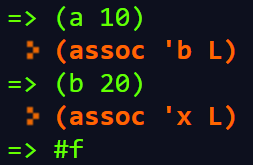 => (a 10)
> (assoc 'b L)
=> (b 20)
> (assoc 'x L)
=> #f